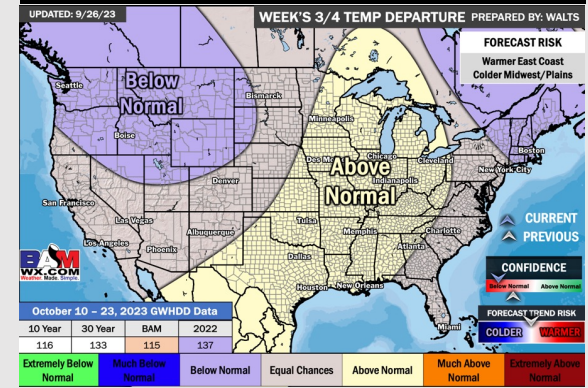 UPDATED: 9/26/23
WEEK'S 3/4 TEMP DEPARTURE PREPARED BY: WALTS
FORECAST RISK
Warmer East Coast
Colder Midwest/Plains
Below
Normal
Seattle
Bismarck
Boise
Minneapolis
Boston
Des M
Chicago
Cleveland
New York City
Above
Normal
Indianapolis
Denver
San Francisco
Las Vegas
Los Angeles
Phoenix
Albuquerque
Tulsa
Memphis
Charlotte
Atlanta
Dallas
Houston
New Orleans
Miami
CURRENT
PREVIOUS
CONFIDENCE
Below Normal Above Normal
FORECAST TREND RISK
COLDER WARMER
BAM
WX.COM
Weather. Made. Simple.
October 10 – 23, 2023 GWHDD Data
10 Year 30 Year BAM 2022
116 133 115 137
Extremely Below Normal
Much Below Normal
Below Normal
Equal Chances
Above Normal
Much Above Normal
Extremely Above Normal